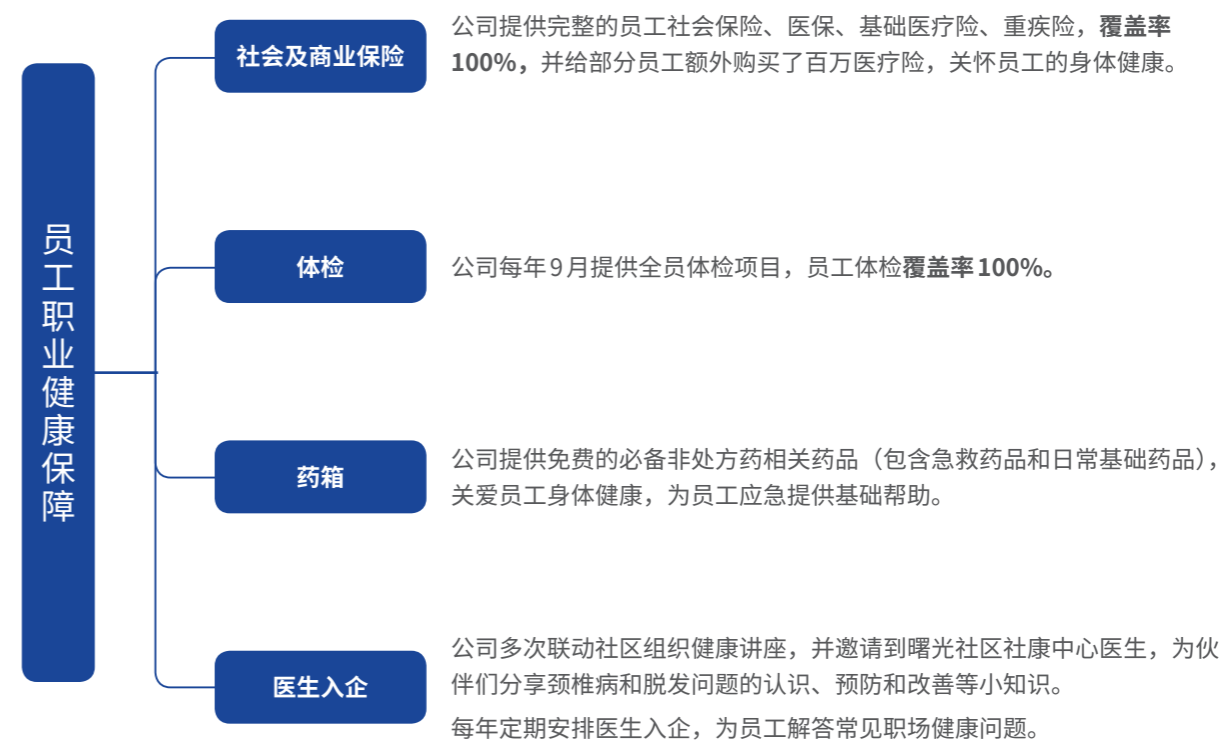 员工职业健康保障
社会及商业保险
公司提供完整的员工社会保险、医保、基础医疗险、重疾险，覆盖率
100%，并给部分员工额外购买了百万医疗险，关怀员工的身体健康。
体检
公司每年9月提供全员体检项目，员工体检覆盖率100%。
药箱
公司提供免费的必备非处方药相关药品（包含急救药品和日常基础药品），
关爱员工身体健康，为员工应急提供基础帮助。
医生入企
公司多次联动社区组织健康讲座，并邀请到曙光社区社康中心医生，为伙
伴们分享颈椎病和脱发问题的认识、预防和改善等小知识。
每年定期安排医生入企，为员工解答常见职场健康问题。